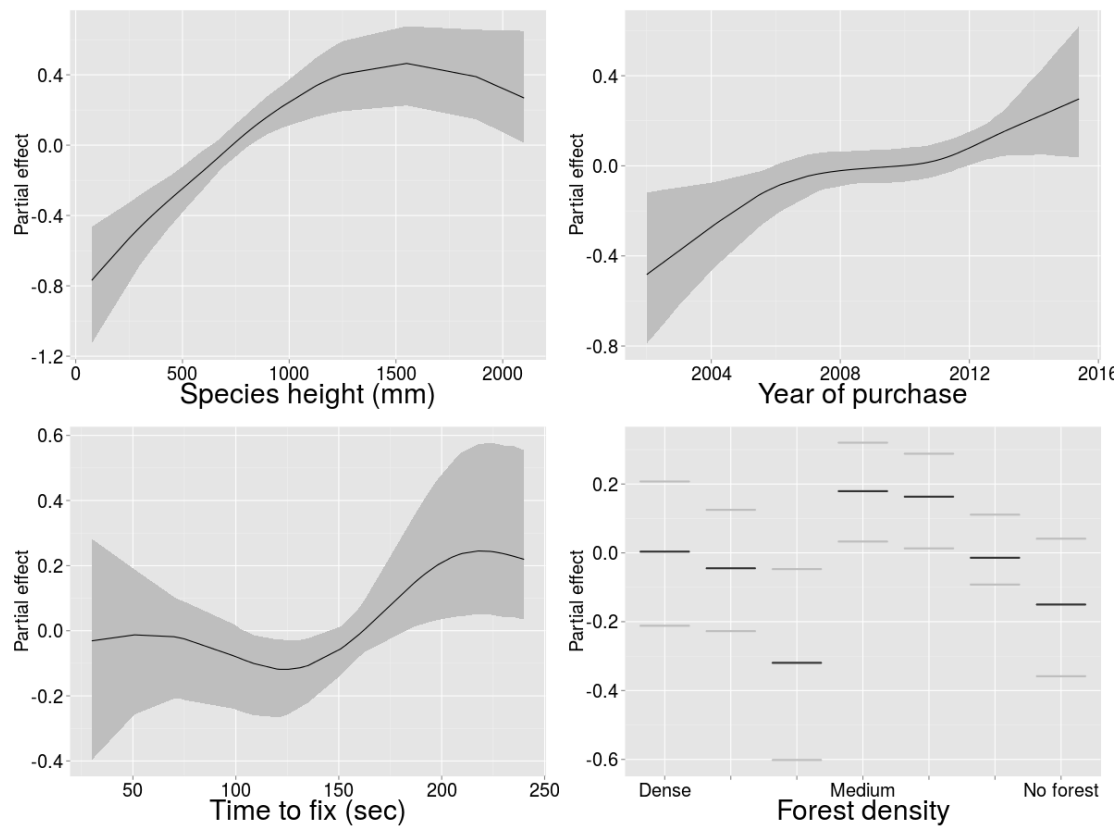 Partial effect
0.4
0.0
-0.4
-0.8
-1.2
0 500 1000 1500 2000
Species height (mm)
Partial effect
0.4
0.0
-0.4
-0.8
2004 2008 2012 2016
Year of purchase
Partial effect
0.6
0.4
0.2
0.0
-0.2
-0.4
50 100 150 200 250
Time to fix (sec)
Partial effect
0.2
0.0
-0.2
-0.4
-0.6
Dense Medium No forest
Forest density